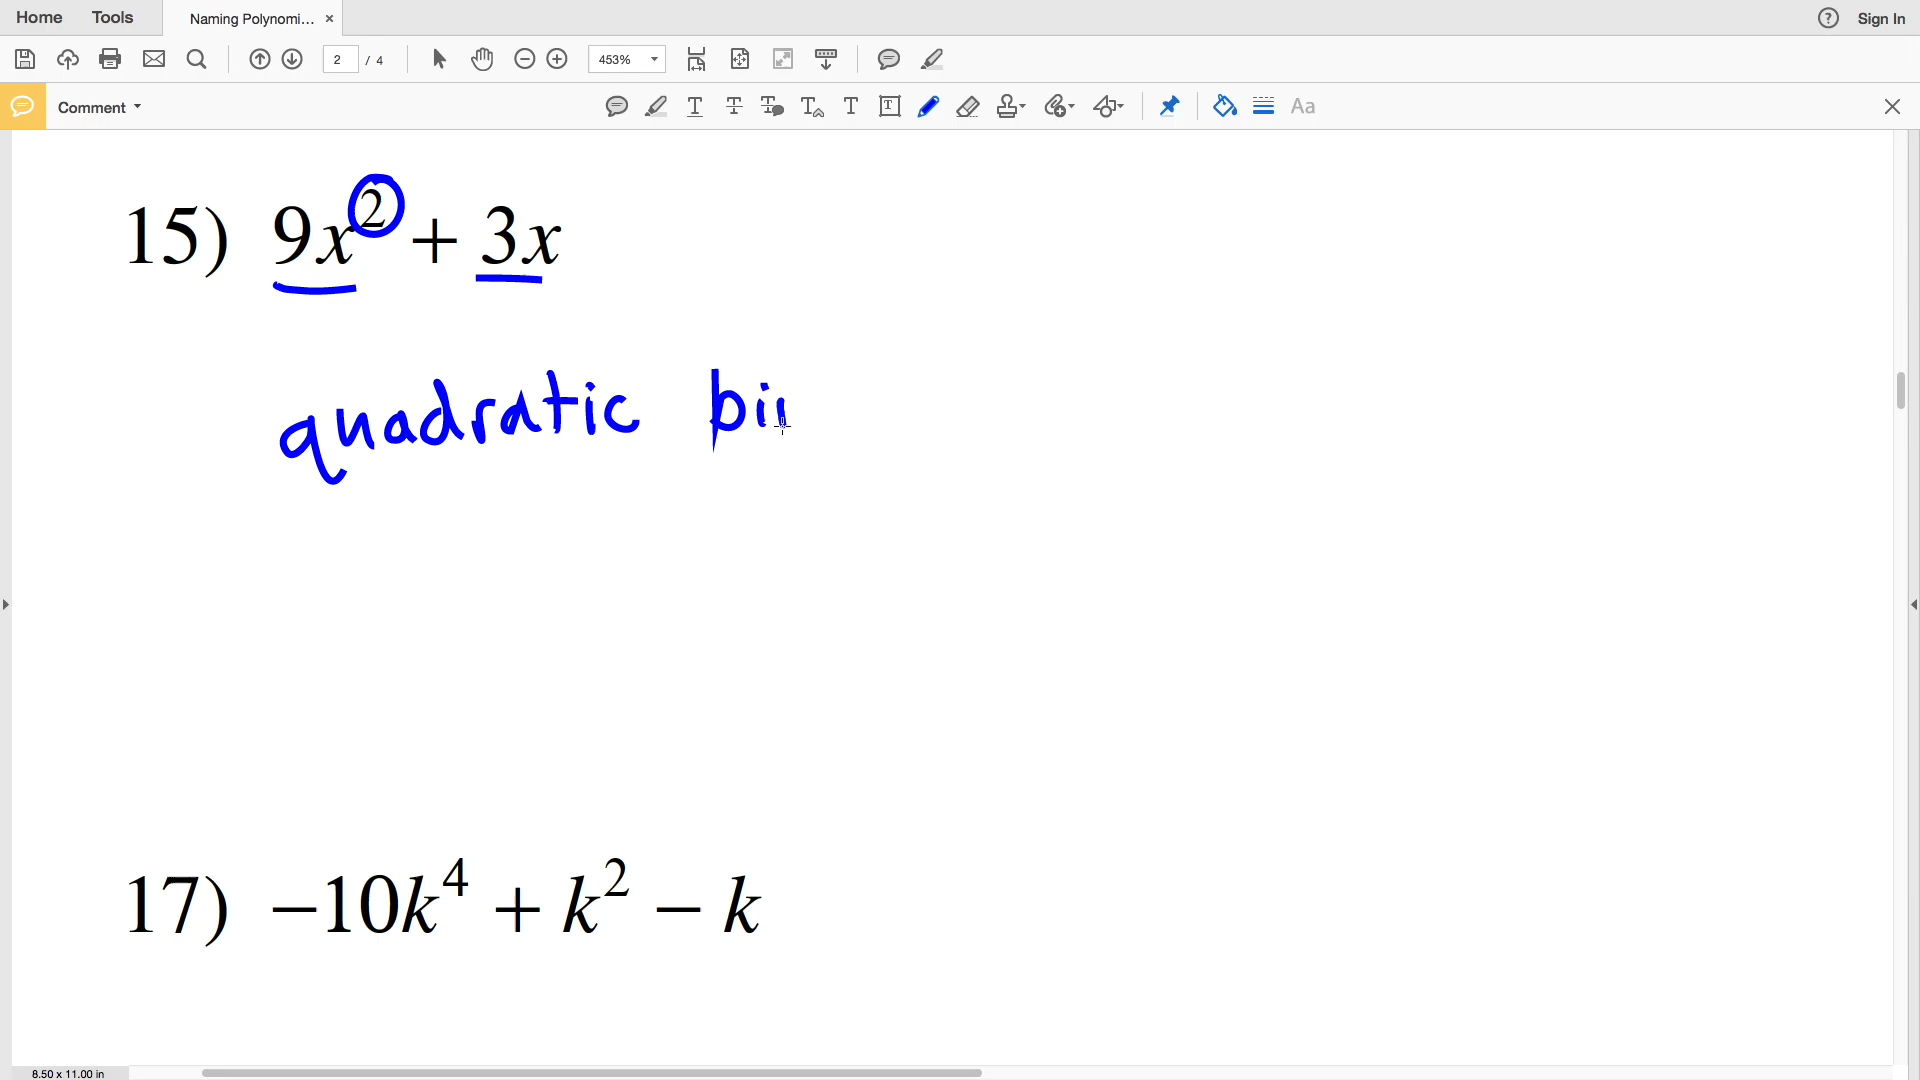 Home Tools Naming Polynomi... × ? Sign In
2 / 4 453%
Comment T T T T T T Aa
15) 9x² + 3x
quadratic bi
17) −10k⁴ + k² − k
8.50 x 11.00 in